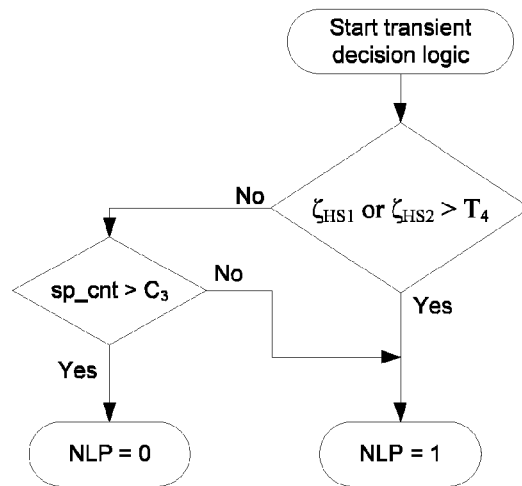 Start transient
decision logic
No
ζHS1 or ζHS2 > T4
sp_cnt > C3
No
Yes
Yes
NLP = 0
NLP = 1